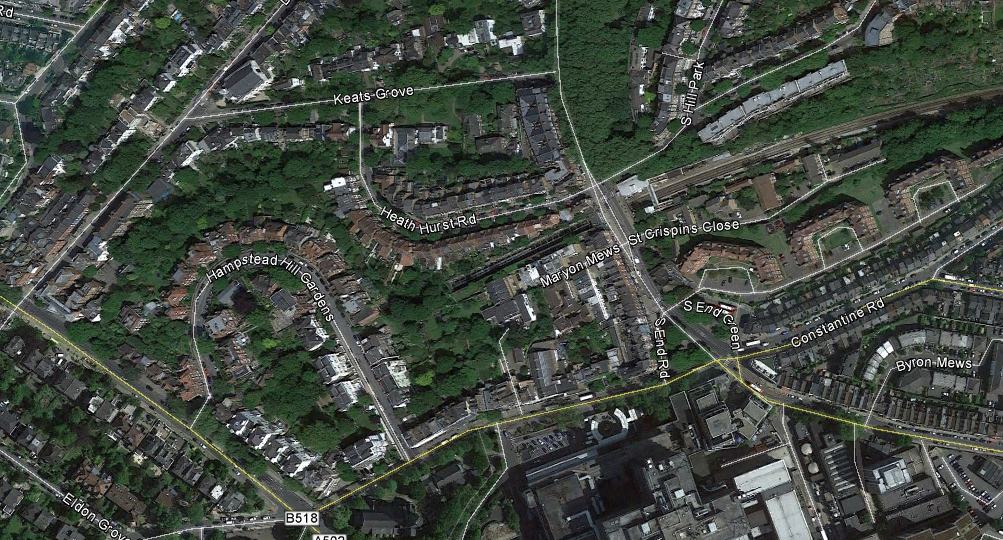 Rd
Keats Grove
S Hill Park
Heath Hurst Rd
St Crispins Close
Maryon Mews
Hampstead Hill Gardens
S End Green
S End Rd
Constantine Rd
Byron Mews
Eldon Grove
B518